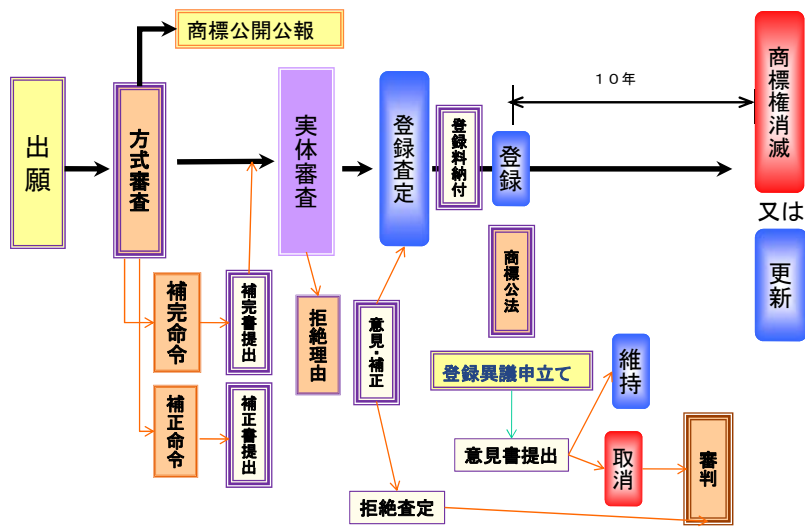 商標公開公報
出願
方式審査
実体審査
登録査定
登録料納付
登録
１０年
商標権消滅
又は
更新
補完命令
補完書提出
補正命令
補正書提出
拒絶理由
意見・補正
商標公法
登録異議申立て
維持
意見書提出
取消
審判
拒絶査定